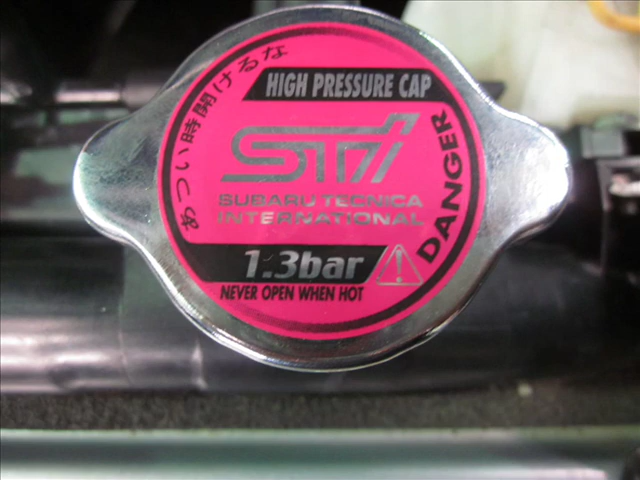 あつい時開けるな
HIGH PRESSURE CAP
STI
SUBARU TECNICA
INTERNATIONAL
DANGER
1.3bar
NEVER OPEN WHEN HOT